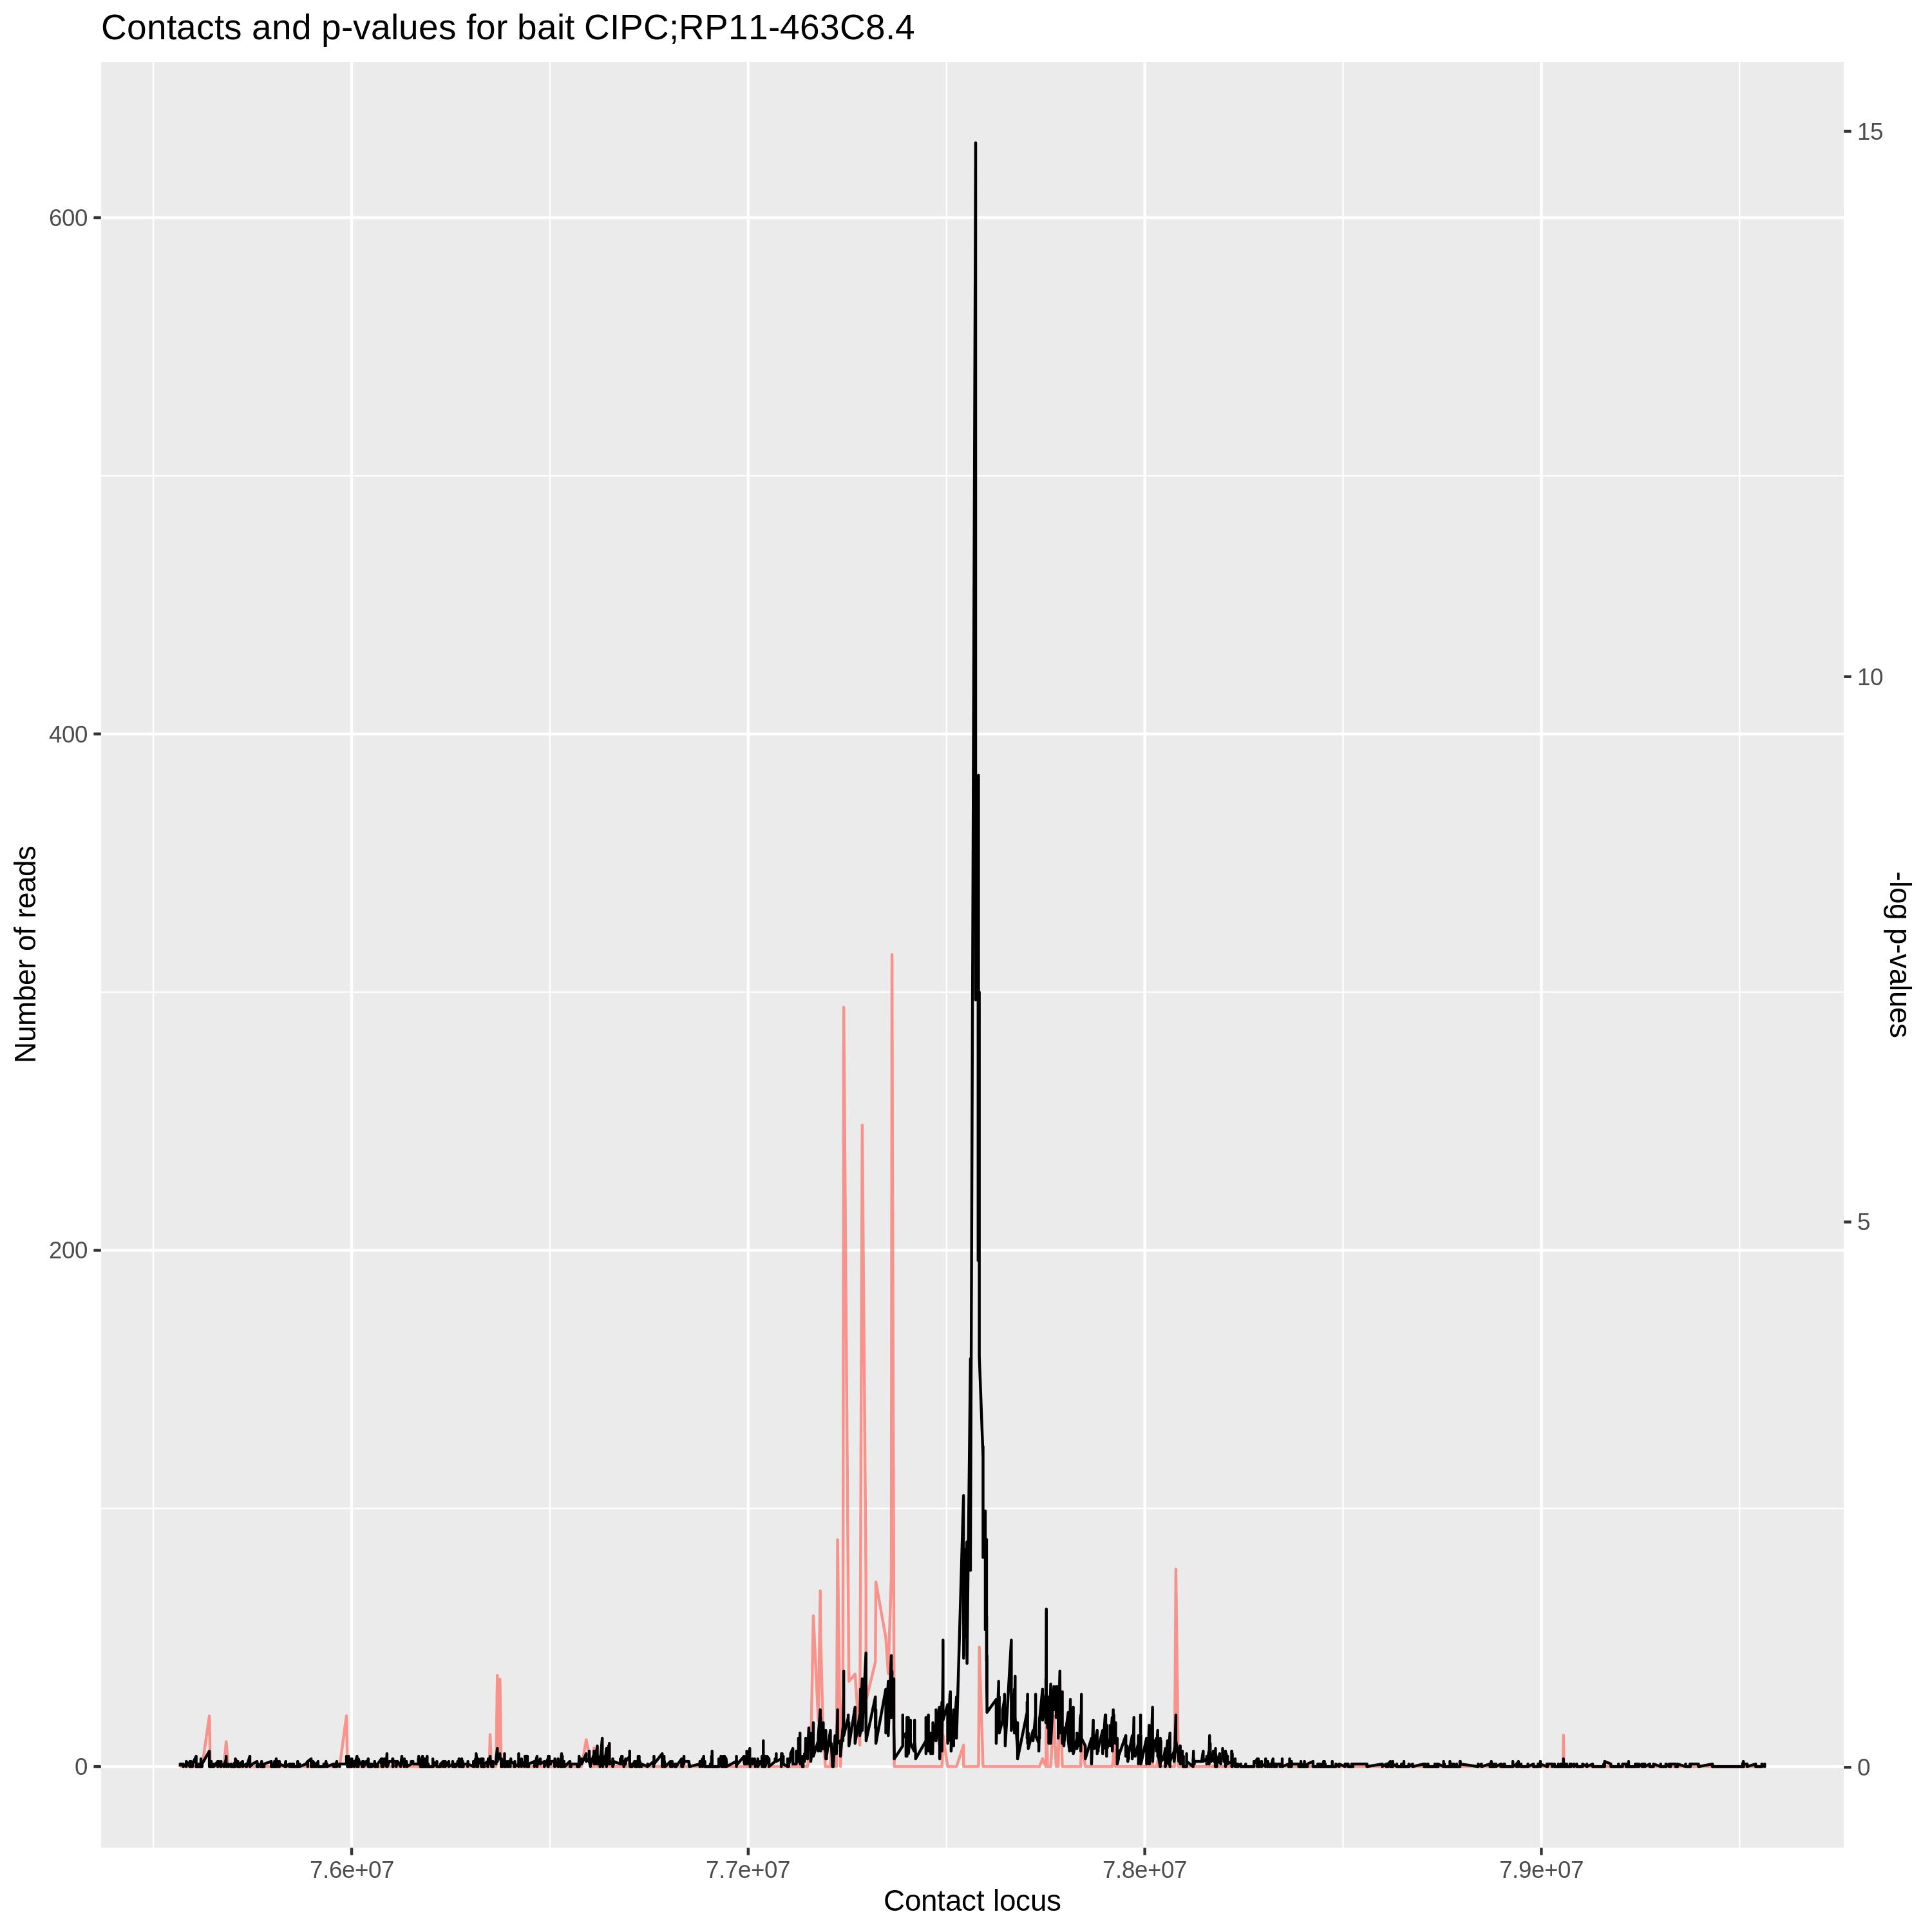 Contacts and p-values for bait CIPC;RP11-463C8.4
600
400
200
0
Number of reads
15
10
5
0
-log p-values
7.6e+07 7.7e+07 7.8e+07 7.9e+07
Contact locus